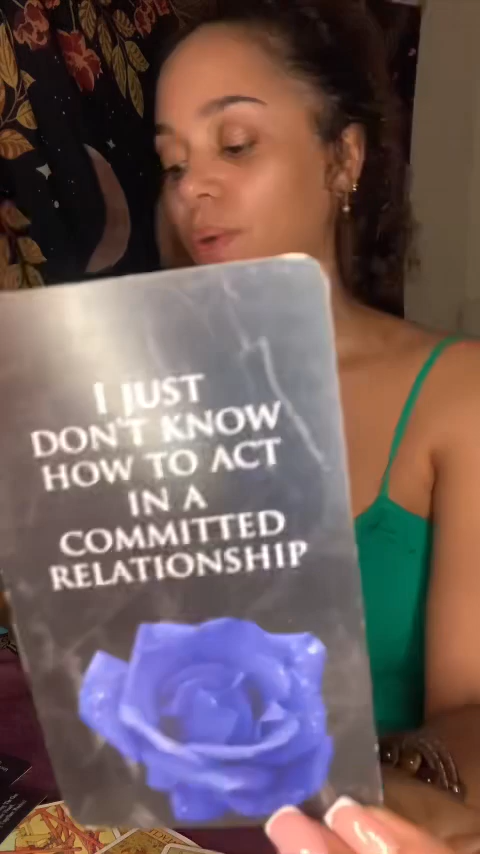 I JUST
DON'T KNOW
HOW TO ACT
IN A
COMMITTED
RELATIONSHIP